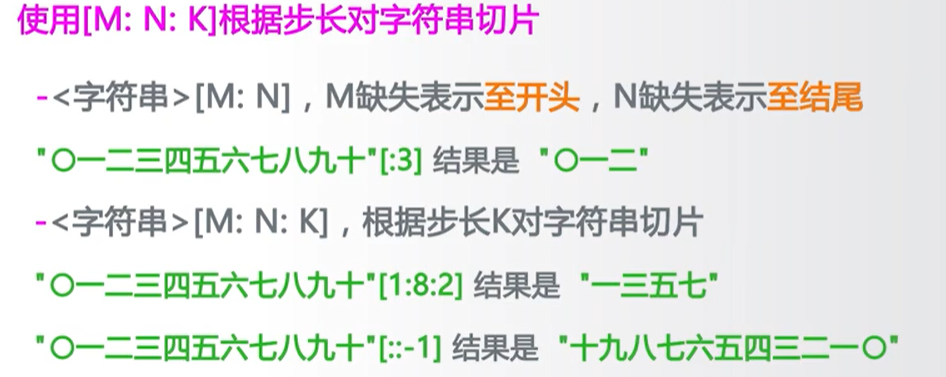 使用[M: N: K]根据步长对字符串切片
-<字符串>[M: N]，M缺失表示至开头，N缺失表示至结尾
"〇一二三四五六七八九十"[:3] 结果是 "〇一二"
-<字符串>[M: N: K]，根据步长K对字符串切片
"〇一二三四五六七八九十"[1:8:2] 结果是 "一三五七"
"〇一二三四五六七八九十"[::-1] 结果是 "十九八七六五四三二一〇"